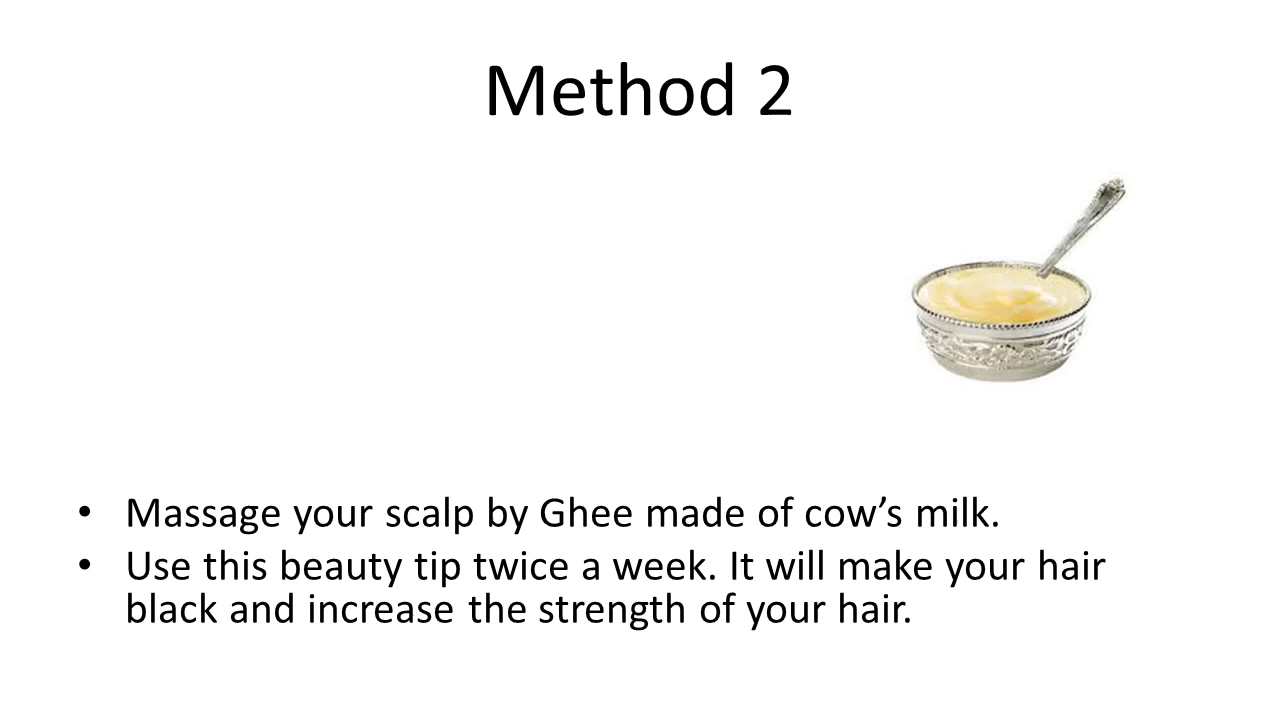 Method 2
• Massage your scalp by Ghee made of cow’s milk.
• Use this beauty tip twice a week. It will make your hair
black and increase the strength of your hair.